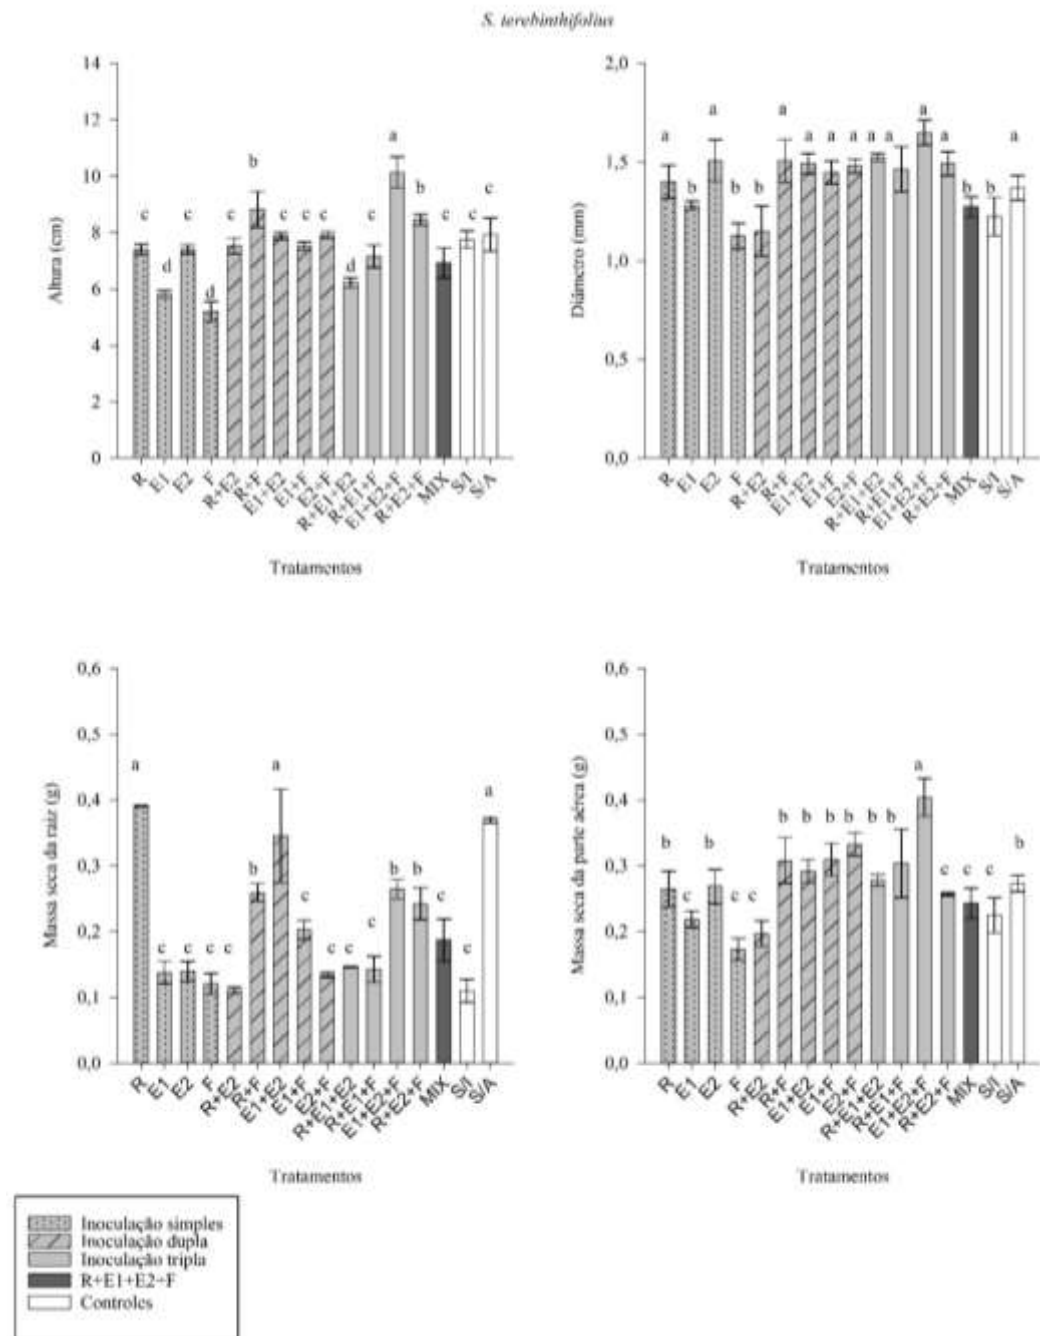 S. terebinthifolius
14
12
10
8
6
4
2
0
Altura (cm)
c d c d c b c c c d c a b c c c
R E1 E2 F R+E2 R+F E1+E2 E1+F E2+F R+E1+E2 R+E1+F E1+E2+F R+E2+F MIX S/I S/A
Tratamentos
2,0
1,5
1,0
0,5
0,0
Diâmetro (mm)
a b a b b a a a a a a a a b b a
R E1 E2 F R+E2 R+F E1+E2 E1+F E2+F R+E1+E2 R+E1+F E1+E2+F R+E2+F MIX S/I S/A
Tratamentos
0,6
0,5
0,4
0,3
0,2
0,1
0,0
Massa seca da raiz (g)
a c c c c b a c c c c b b c c a
R E1 E2 F R+E2 R+F E1+E2 E1+F E2+F R+E1+E2 R+E1+F E1+E2+F R+E2+F MIX S/I S/A
Tratamentos
0,6
0,5
0,4
0,3
0,2
0,1
0,0
Massa seca da parte aérea (g)
b c b c c b b b b b b a c c c b
R E1 E2 F R+E2 R+F E1+E2 E1+F E2+F R+E1+E2 R+E1+F E1+E2+F R+E2+F MIX S/I S/A
Tratamentos
Inoculação simples
Inoculação dupla
Inoculação tripla
R+E1+E2+F
Controles